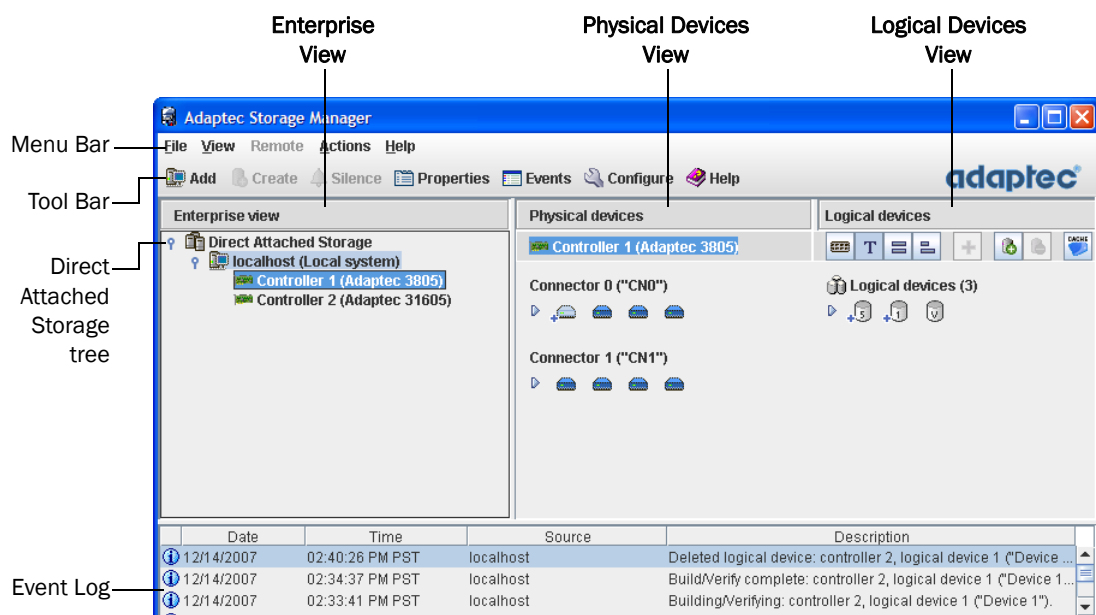 Enterprise View
Physical Devices View
Logical Devices View
Adaptec Storage Manager
Menu Bar
File View Remote Actions Help
Tool Bar
Add Create Silence Properties Events Configure Help
adaptec
Enterprise view
Physical devices
Logical devices
Direct Attached Storage tree
Direct Attached Storage
localhost (Local system)
Controller 1 (Adaptec 3805)
Controller 2 (Adaptec 31605)
Controller 1 (Adaptec 3805)
T
CACHE
Connector 0 ("CN0")
Connector 1 ("CN1")
Logical devices (3)
5 1 V
Date Time Source Description
12/14/2007 02:40:26 PM PST localhost Deleted logical device: controller 2, logical device 1 ("Device ...
12/14/2007 02:34:37 PM PST localhost Build/Verify complete: controller 2, logical device 1 ("Device 1...
Event Log
12/14/2007 02:33:41 PM PST localhost Building/Verifying: controller 2, logical device 1 ("Device 1").